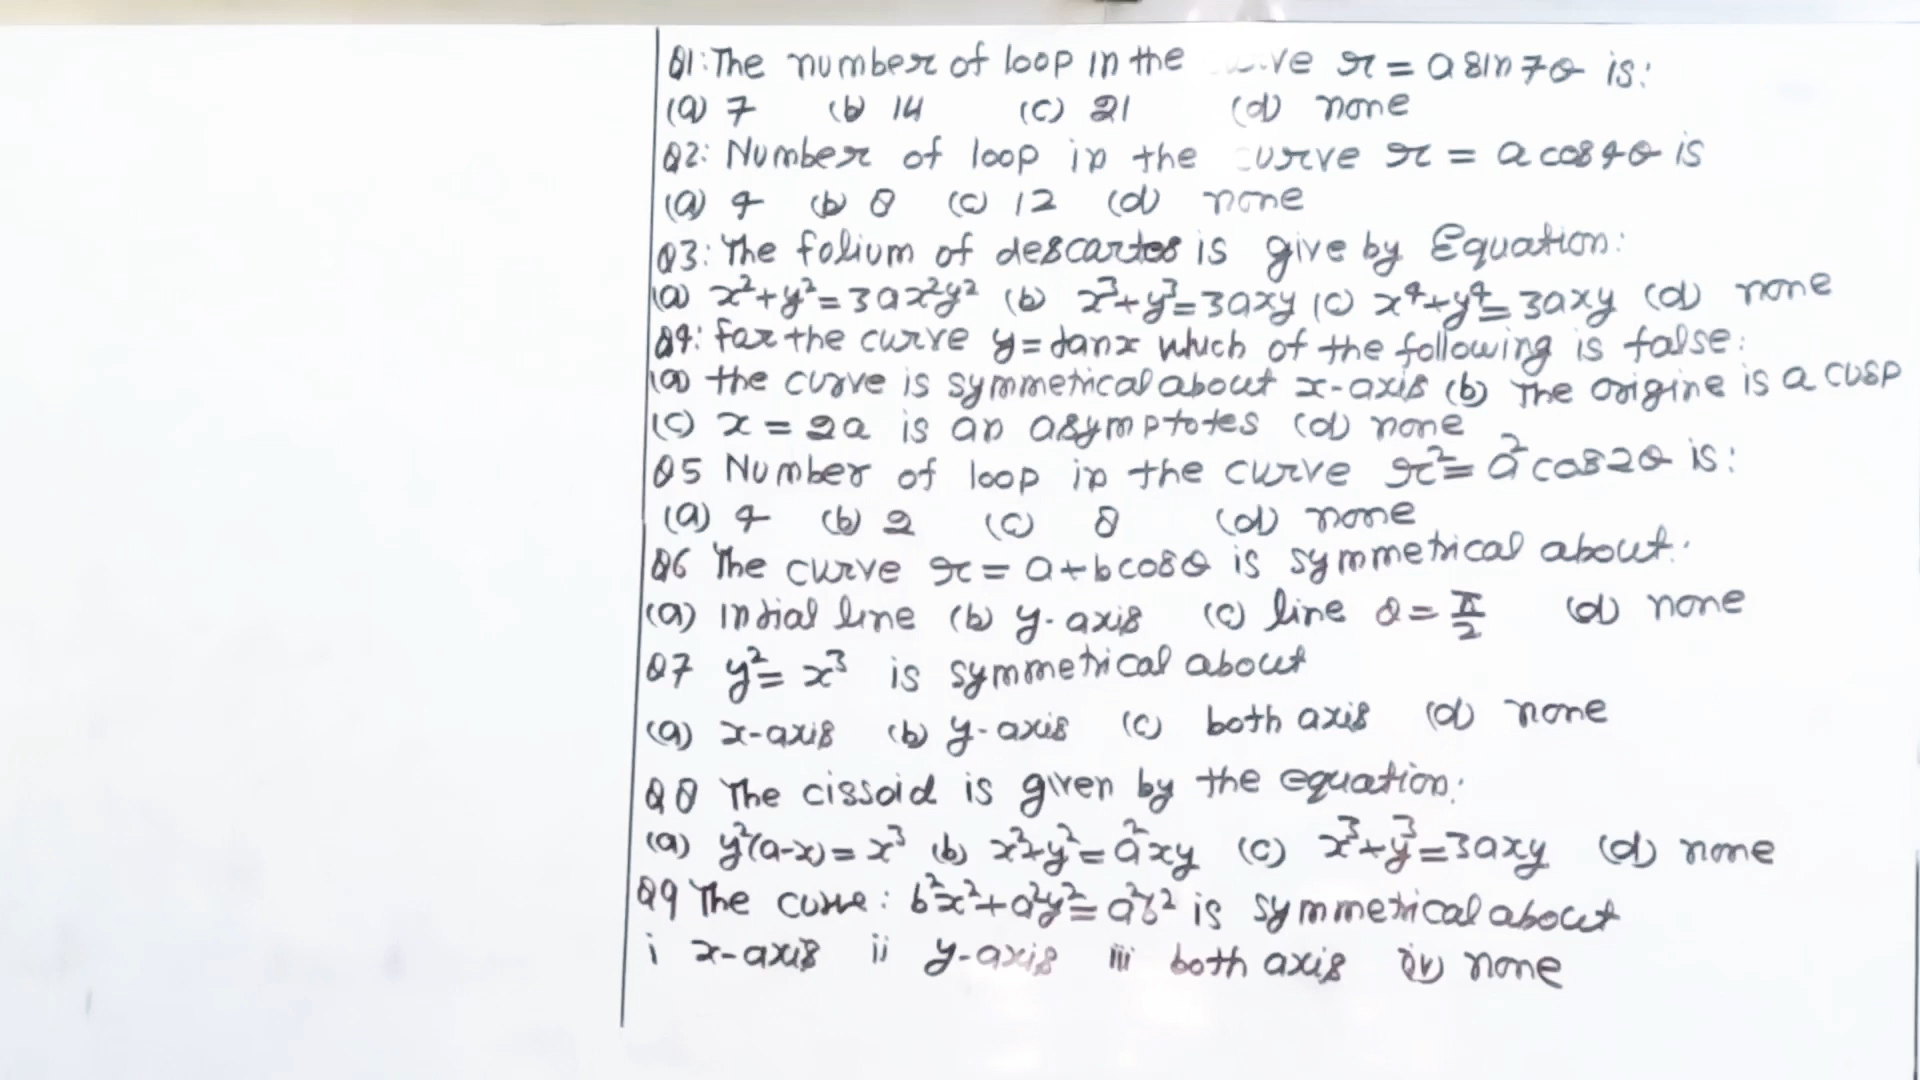 Q1: The number of loop in the ve r = a sin 7θ is:
(a) 7 (b) 14 (c) 21 (d) none
Q2: Number of loop in the curve r = a cos4θ is
(a) 4 (b) 8 (c) 12 (d) none
Q3: The folium of descartes is give by Equation:
(a) x²+y²=3ax²y² (b) x³+y³=3axy (c) x⁴+y⁴=3axy (d) none
Q4: For the curve y=tanx which of the following is false:
(a) the curve is symmetrical about x-axis (b) The origine is a cusp
(c) x = 2a is an asymptotes (d) none
Q5 Number of loop in the curve r²=a²cos2θ is:
(a) 4 (b) 2 (c) 8 (d) none
Q6 The curve r=a+bcosθ is symmetrical about:
(a) initial line (b) y-axis (c) line θ=π/2 (d) none
Q7 y²=x³ is symmetrical about
(a) x-axis (b) y-axis (c) both axis (d) none
Q8 The cissoid is given by the equation:
(a) y²(a-x)=x³ (b) x²+y²=a²xy (c) x³+y³=3axy (d) none
Q9 The curve: b²x²+a²y²=a²b² is symmetrical about
i x-axis ii y-axis iii both axis iv) none